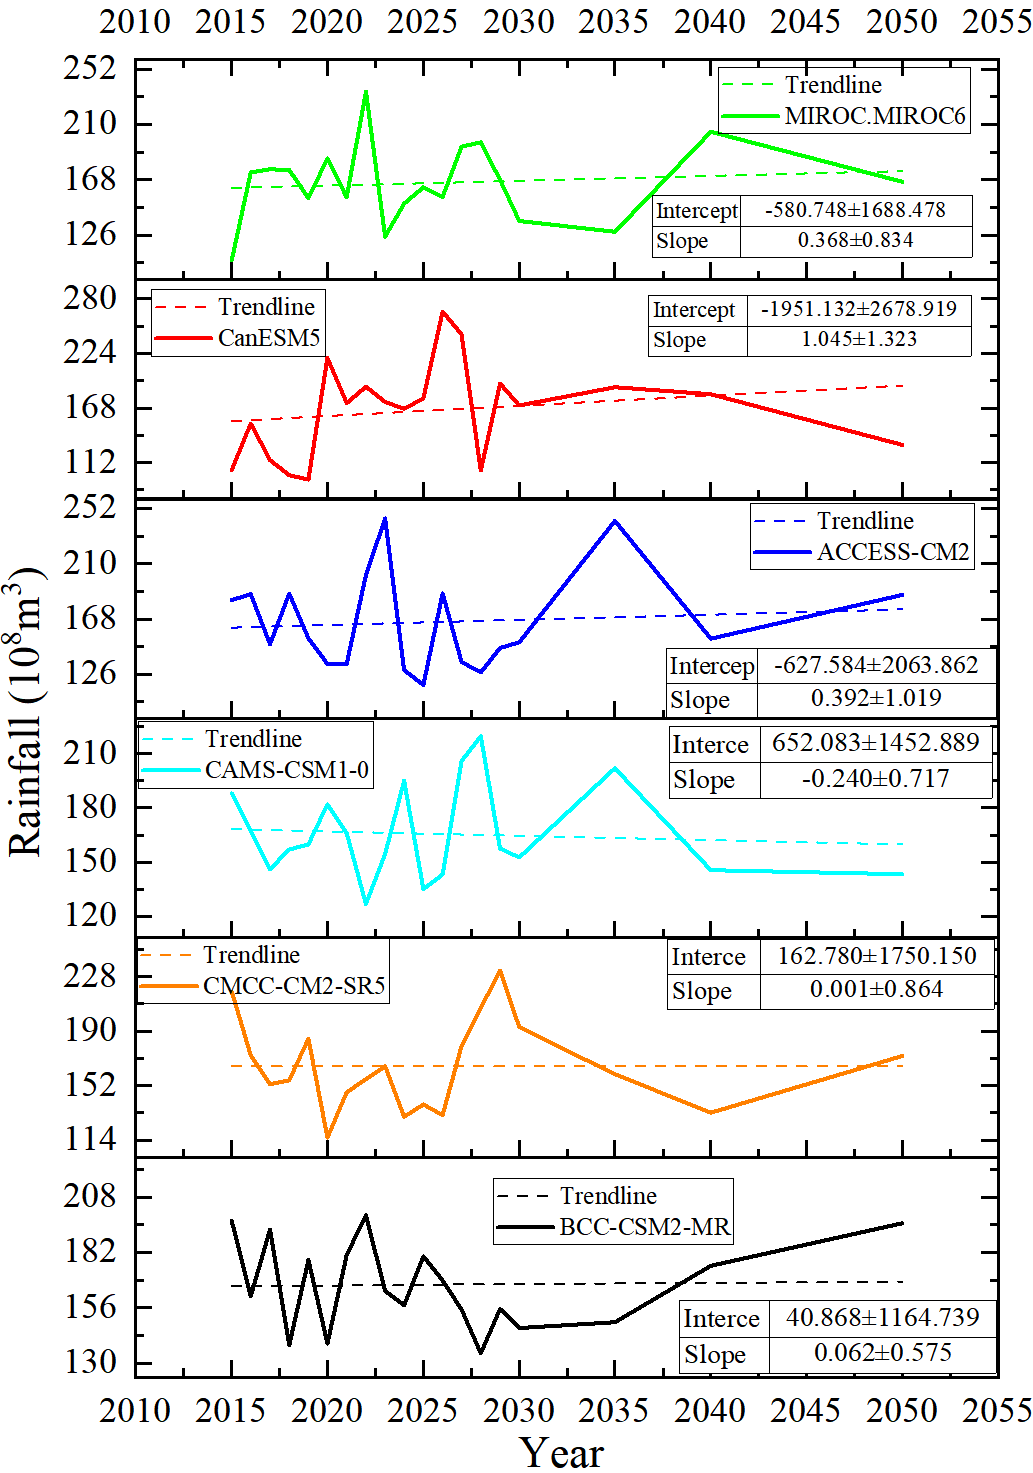 2010 2015 2020 2025 2030 2035 2040 2045 2050 2055
252
210
168
126
Trendline
MIROC.MIROC6
Intercept -580.748±1688.478
Slope 0.368±0.834
280
224
168
112
Trendline
CanESM5
Intercept -1951.132±2678.919
Slope 1.045±1.323
252
210
168
126
Trendline
ACCESS-CM2
Intercep -627.584±2063.862
Slope 0.392±1.019
Rainfall (10⁸m³)
210
180
150
120
Trendline
CAMS-CSM1-0
Interce 652.083±1452.889
Slope -0.240±0.717
228
190
152
114
Trendline
CMCC-CM2-SR5
Interce 162.780±1750.150
Slope 0.001±0.864
208
182
156
130
Trendline
BCC-CSM2-MR
Interce 40.868±1164.739
Slope 0.062±0.575
2010 2015 2020 2025 2030 2035 2040 2045 2050 2055
Year